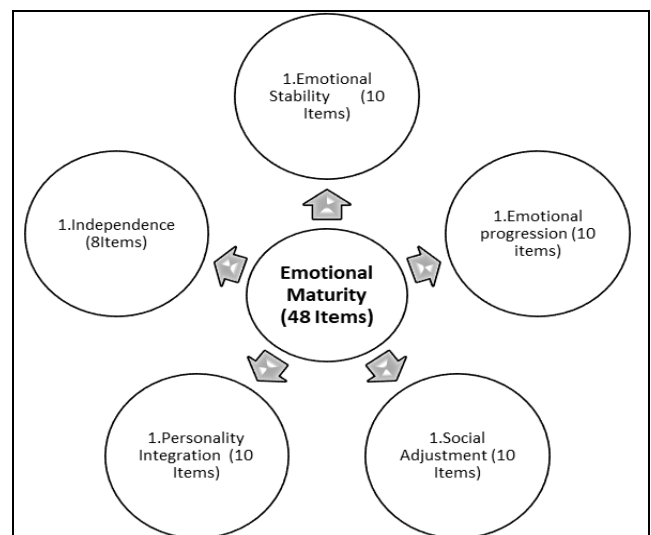 1.Emotional
Stability (10
Items)
1.Independence
(8Items)
1.Emotional
progression (10
items)
Emotional
Maturity
(48 Items)
1.Personality
Integration (10
Items)
1.Social
Adjustment (10
Items)